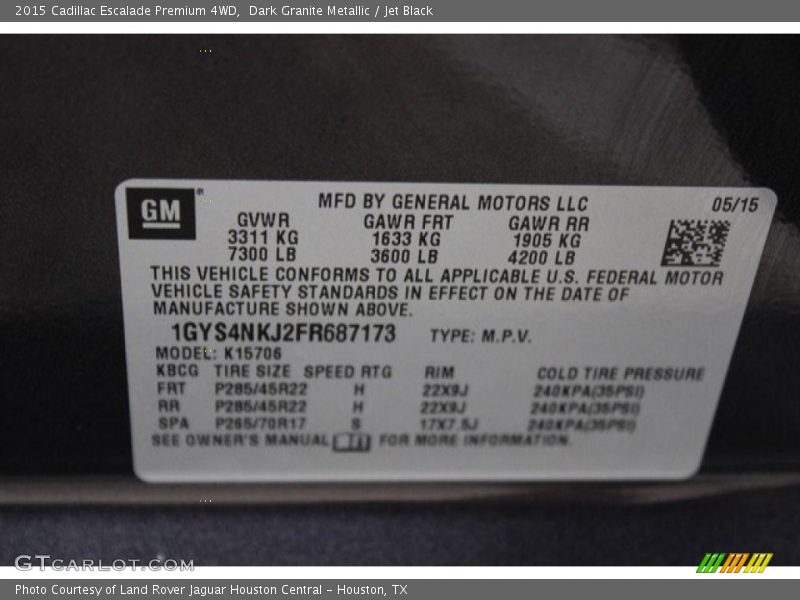 2015 Cadillac Escalade Premium 4WD, Dark Granite Metallic / Jet Black
GM
MFD BY GENERAL MOTORS LLC 05/15
GVWR GAWR FRT GAWR RR
3311 KG 1633 KG 1905 KG
7300 LB 3600 LB 4200 LB
THIS VEHICLE CONFORMS TO ALL APPLICABLE U.S. FEDERAL MOTOR
VEHICLE SAFETY STANDARDS IN EFFECT ON THE DATE OF
MANUFACTURE SHOWN ABOVE.
1GYS4NKJ2FR687173 TYPE: M.P.V.
MODEL: K15706
KBCG TIRE SIZE SPEED RTG RIM COLD TIRE PRESSURE
FRT P285/45R22 H 22X9J 240KPA(35PSI)
RR P285/45R22 H 22X9J 240KPA(35PSI)
SPA P265/70R17 S 17X7.5J 240KPA(35PSI)
SEE OWNER'S MANUAL FOR MORE INFORMATION.
GTCARLOT.COM
Photo Courtesy of Land Rover Jaguar Houston Central - Houston, TX